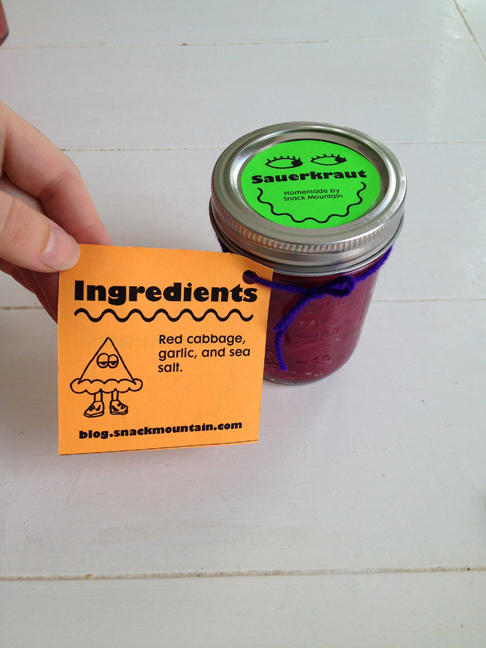 Sauerkraut
Homemade by
Snack Mountain
Ingredients
Red cabbage,
garlic, and sea
salt.
blog.snackmountain.com